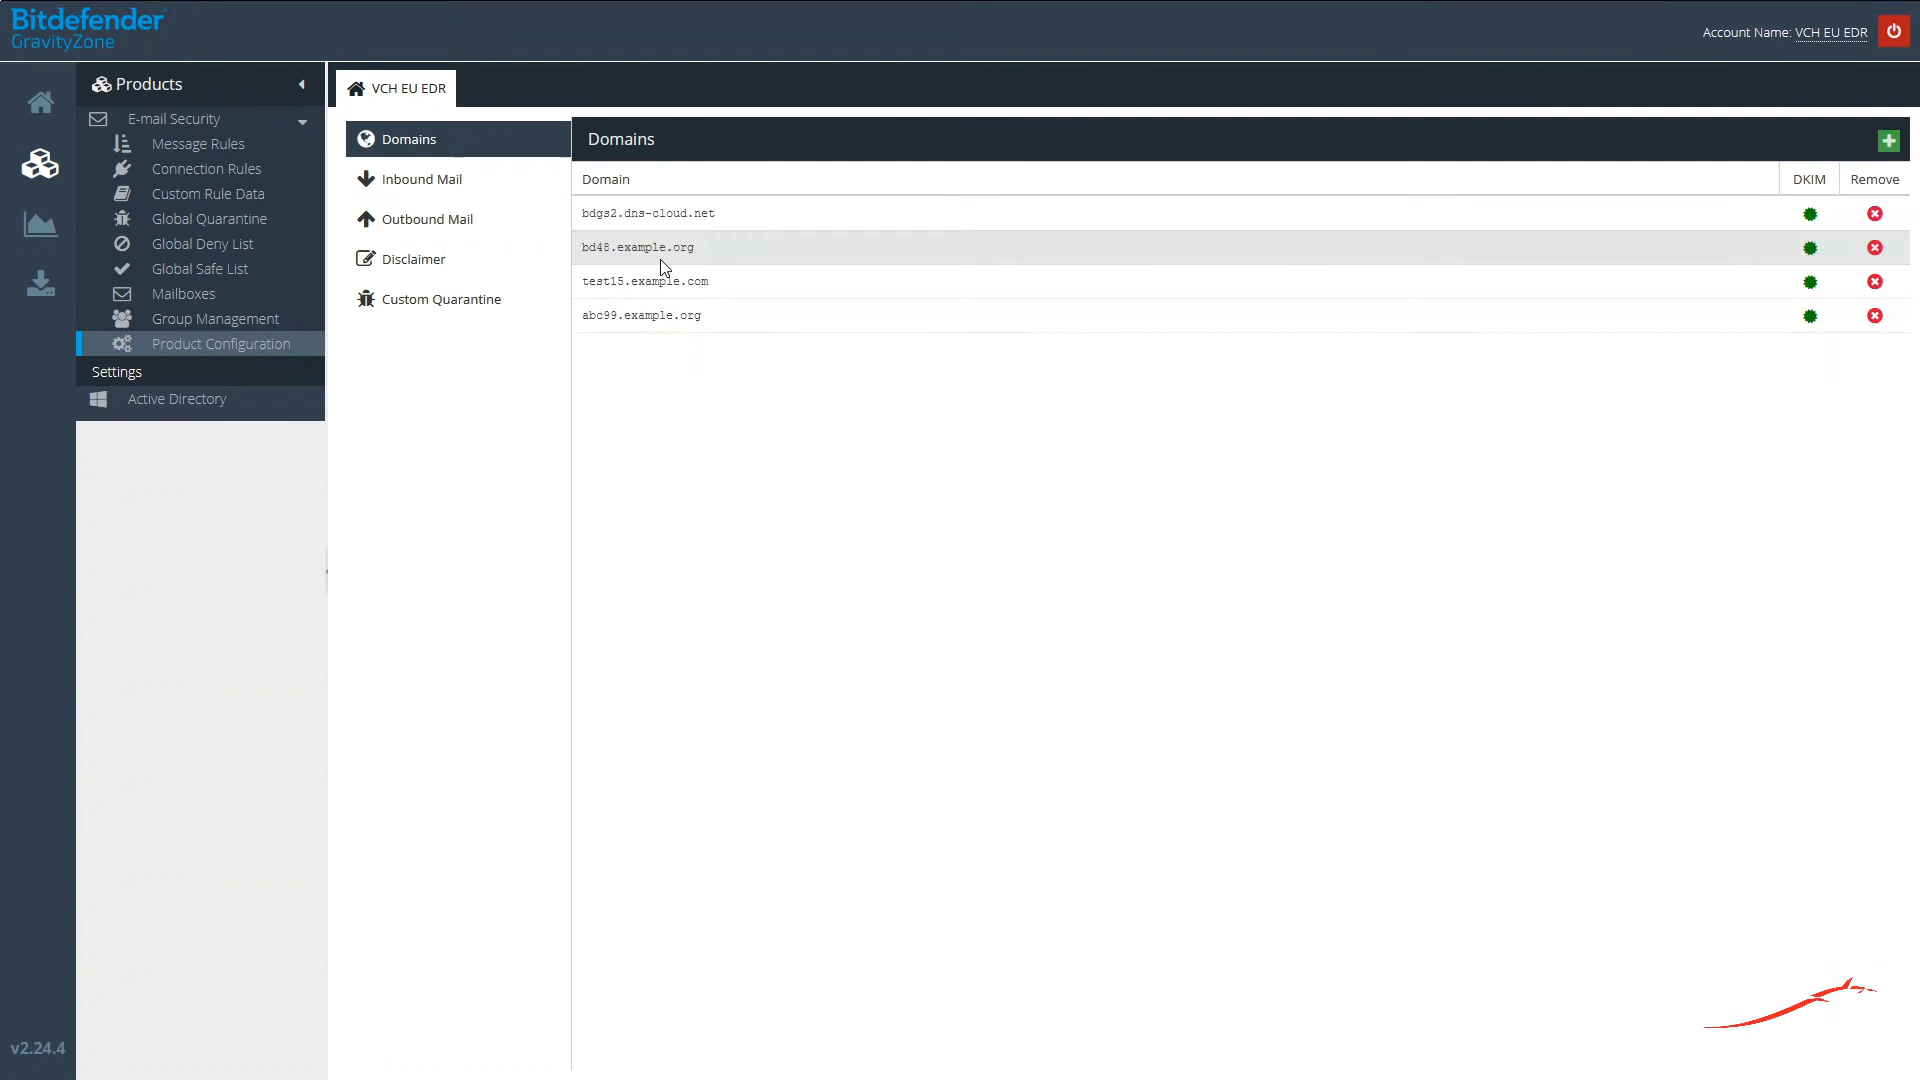 Bitdefender
GravityZone
Account Name: VCH EU EDR
Products
E-mail Security
Message Rules
Connection Rules
Custom Rule Data
Global Quarantine
Global Deny List
Global Safe List
Mailboxes
Group Management
Product Configuration
Settings
Active Directory
v2.24.4
VCH EU EDR
Domains
Inbound Mail
Outbound Mail
Disclaimer
Custom Quarantine
Domains
Domain DKIM Remove
bdgs2.dns-cloud.net
bd48.example.org
test15.example.com
abc99.example.org